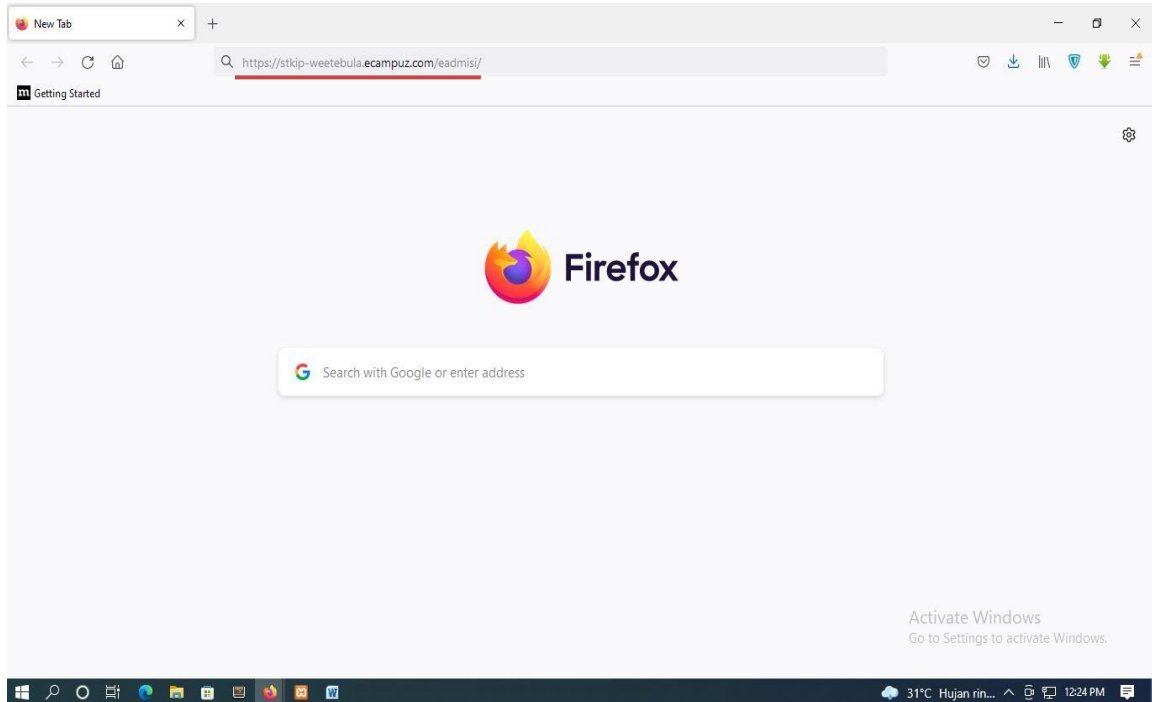 New Tab
https://stkip-weetebula.ecampuz.com/eadmisi/
m Getting Started
Firefox
G Search with Google or enter address
Activate Windows
Go to Settings to activate Windows.
31°C Hujan rin... 12:24 PM